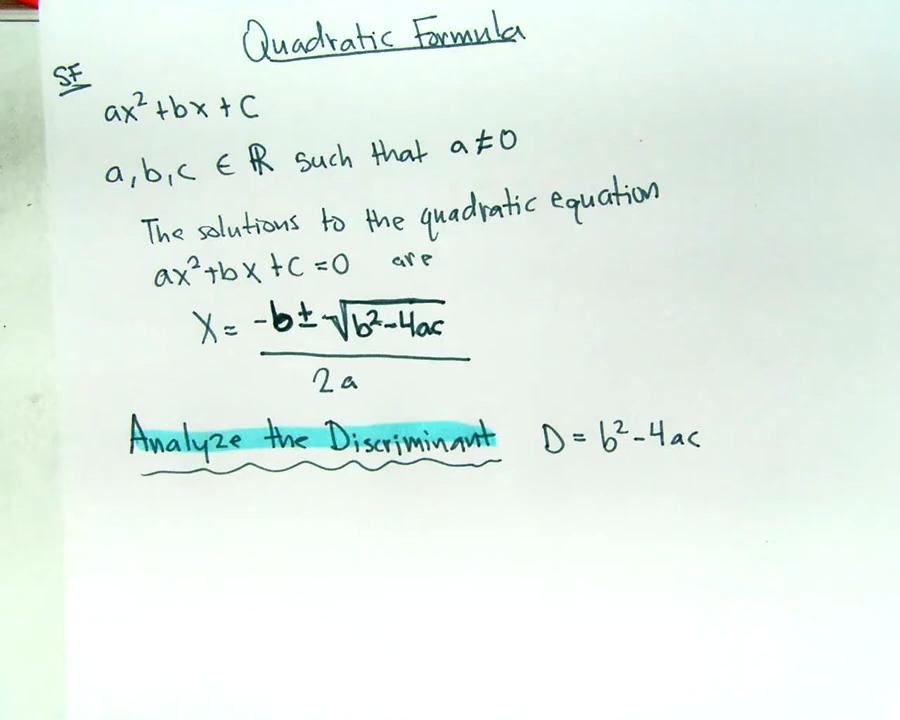 Quadratic Formula
SF
ax² + bx + C
a, b, c ∈ ℝ such that a ≠ 0
The solutions to the quadratic equation
ax² + bx + C = 0 are
X = -b ± √b² - 4ac
2a
Analyze the Discriminant D = b² - 4ac